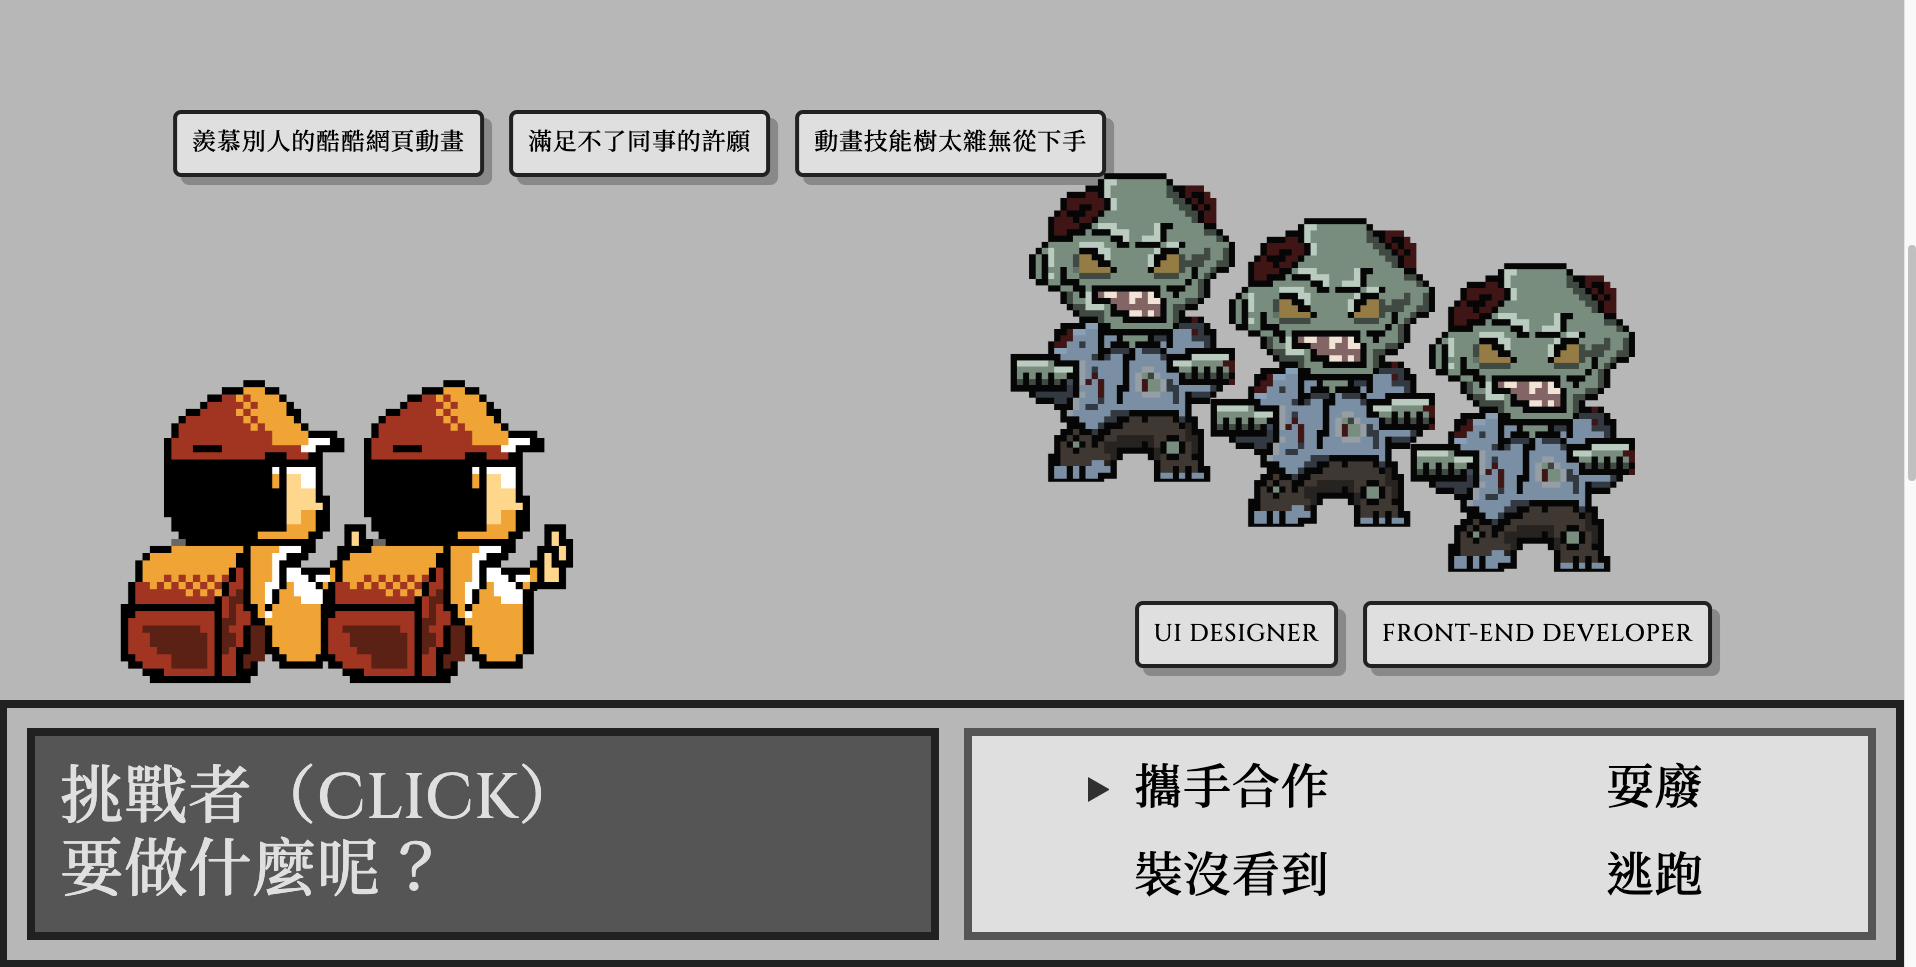 羨慕別人的酷酷網頁動畫
滿足不了同事的許願
動畫技能樹太雜無從下手
UI DESIGNER
FRONT-END DEVELOPER
挑戰者（CLICK）
要做什麼呢？
攜手合作
耍廢
裝沒看到
逃跑